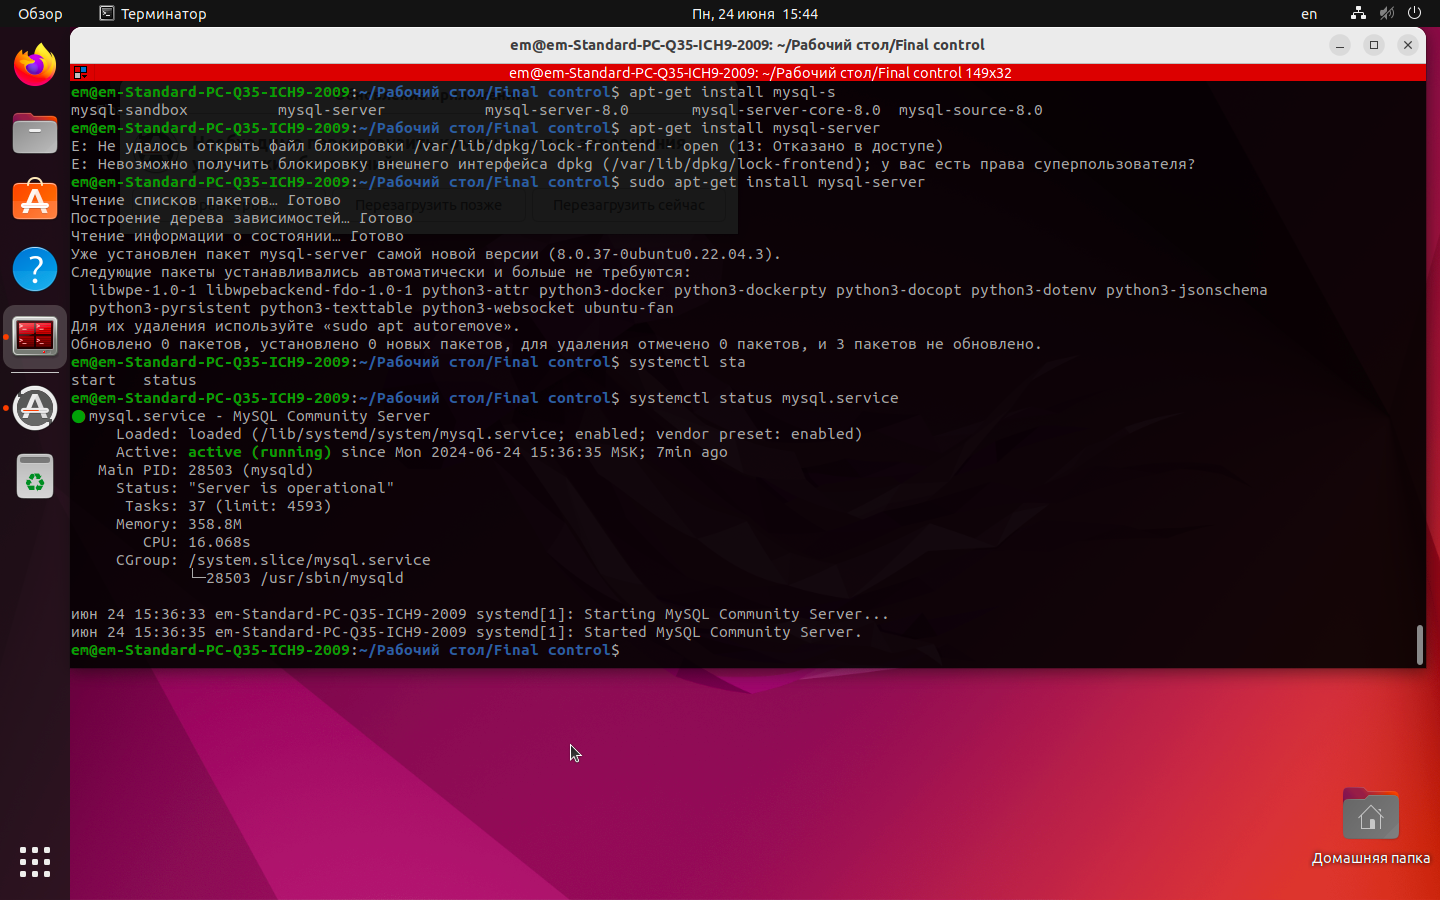 Обзор
Терминатор
Пн, 24 июня 15:44
en
em@em-Standard-PC-Q35-ICH9-2009: ~/Рабочий стол/Final control
em@em-Standard-PC-Q35-ICH9-2009: ~/Рабочий стол/Final control 149x32
em@em-Standard-PC-Q35-ICH9-2009:~/Рабочий стол/Final control$ apt-get install mysql-s
mysql-sandbox mysql-server mysql-server-8.0 mysql-server-core-8.0 mysql-source-8.0
em@em-Standard-PC-Q35-ICH9-2009:~/Рабочий стол/Final control$ apt-get install mysql-server
E: Не удалось открыть файл блокировки /var/lib/dpkg/lock-frontend - open (13: Отказано в доступе)
E: Невозможно получить блокировку внешнего интерфейса dpkg (/var/lib/dpkg/lock-frontend); у вас есть права суперпользователя?
em@em-Standard-PC-Q35-ICH9-2009:~/Рабочий стол/Final control$ sudo apt-get install mysql-server
Чтение списков пакетов… Готово
Перезагрузить позже
Перезагрузить сейчас
Построение дерева зависимостей… Готово
Чтение информации о состоянии… Готово
Уже установлен пакет mysql-server самой новой версии (8.0.37-0ubuntu0.22.04.3).
Следующие пакеты устанавливались автоматически и больше не требуются:
libwpe-1.0-1 libwpebackend-fdo-1.0-1 python3-attr python3-docker python3-dockerpty python3-docopt python3-dotenv python3-jsonschema
python3-pyrsistent python3-texttable python3-websocket ubuntu-fan
Для их удаления используйте «sudo apt autoremove».
Обновлено 0 пакетов, установлено 0 новых пакетов, для удаления отмечено 0 пакетов, и 3 пакетов не обновлено.
em@em-Standard-PC-Q35-ICH9-2009:~/Рабочий стол/Final control$ systemctl sta
start status
em@em-Standard-PC-Q35-ICH9-2009:~/Рабочий стол/Final control$ systemctl status mysql.service
● mysql.service - MySQL Community Server
Loaded: loaded (/lib/systemd/system/mysql.service; enabled; vendor preset: enabled)
Active: active (running) since Mon 2024-06-24 15:36:35 MSK; 7min ago
Main PID: 28503 (mysqld)
Status: "Server is operational"
Tasks: 37 (limit: 4593)
Memory: 358.8M
CPU: 16.068s
CGroup: /system.slice/mysql.service
└─28503 /usr/sbin/mysqld
июн 24 15:36:33 em-Standard-PC-Q35-ICH9-2009 systemd[1]: Starting MySQL Community Server...
июн 24 15:36:35 em-Standard-PC-Q35-ICH9-2009 systemd[1]: Started MySQL Community Server.
em@em-Standard-PC-Q35-ICH9-2009:~/Рабочий стол/Final control$
Домашняя папка